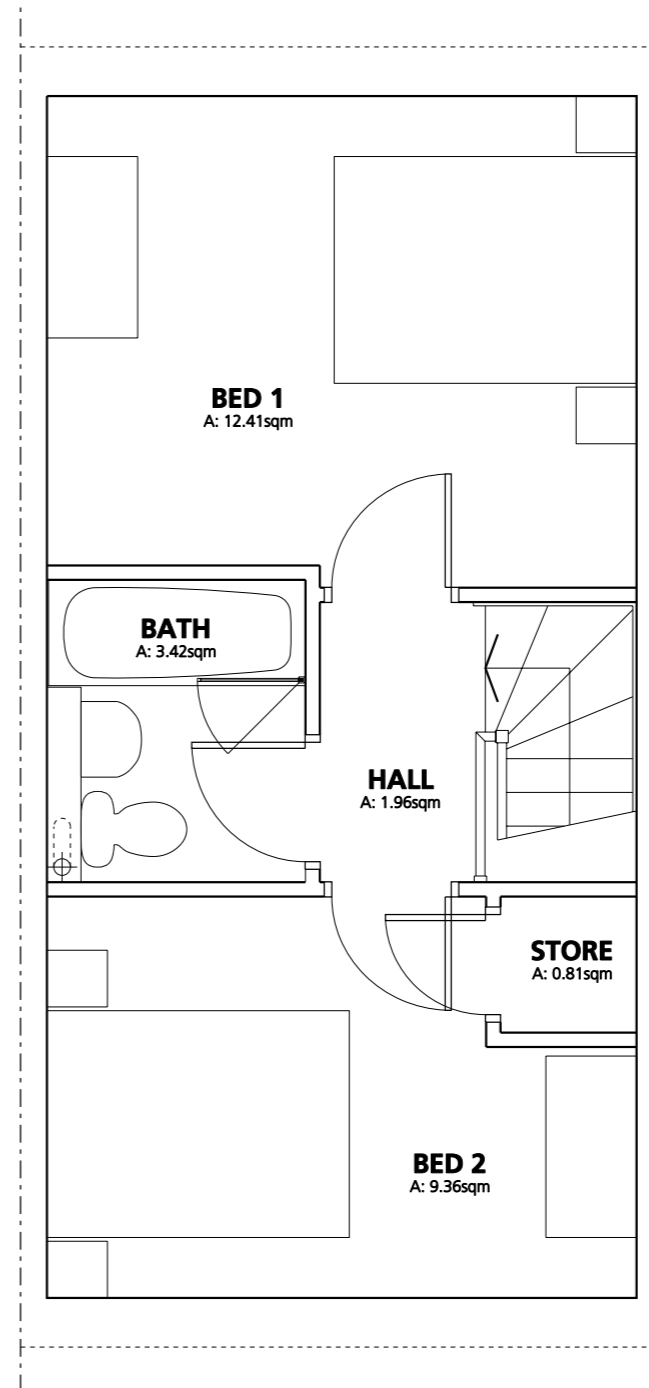 BED 1
A: 12.41sqm
BATH
A: 3.42sqm
HALL
A: 1.96sqm
STORE
A: 0.81sqm
BED 2
A: 9.36sqm